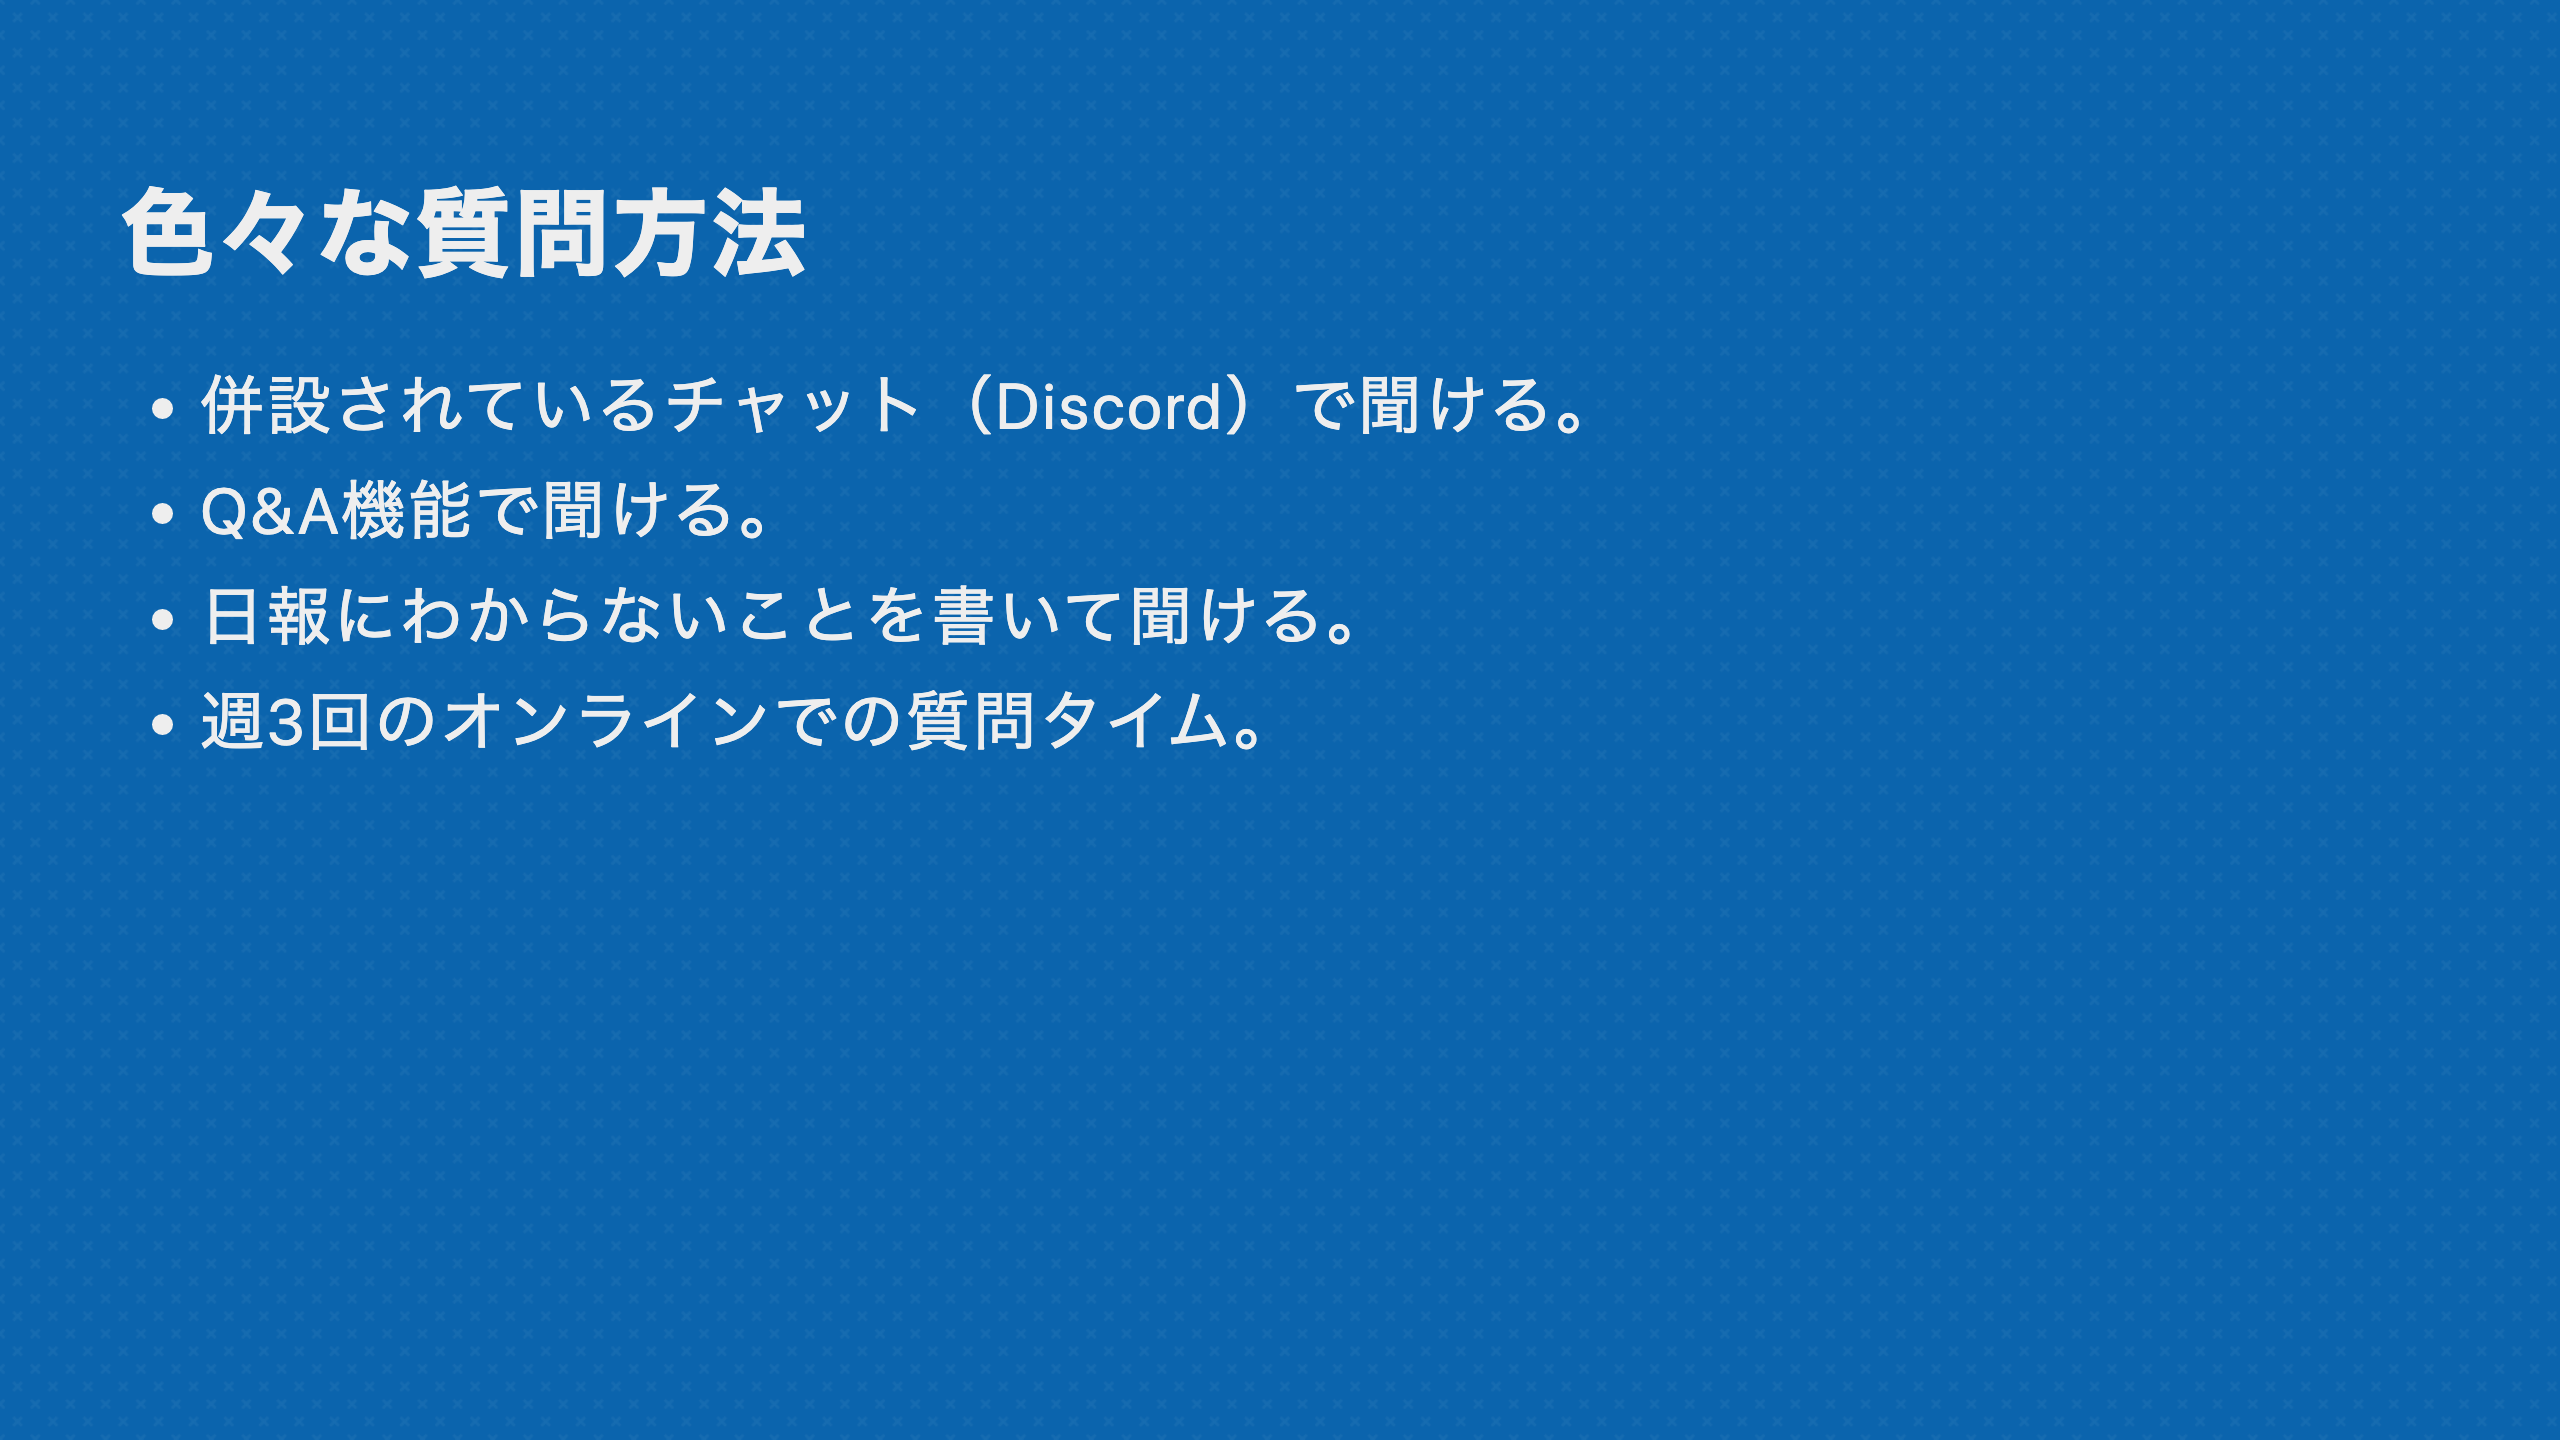 色々な質問方法
• 併設されているチャット（Discord）で聞ける。
• Q&A機能で聞ける。
• 日報にわからないことを書いて聞ける。
• 週3回のオンラインでの質問タイム。